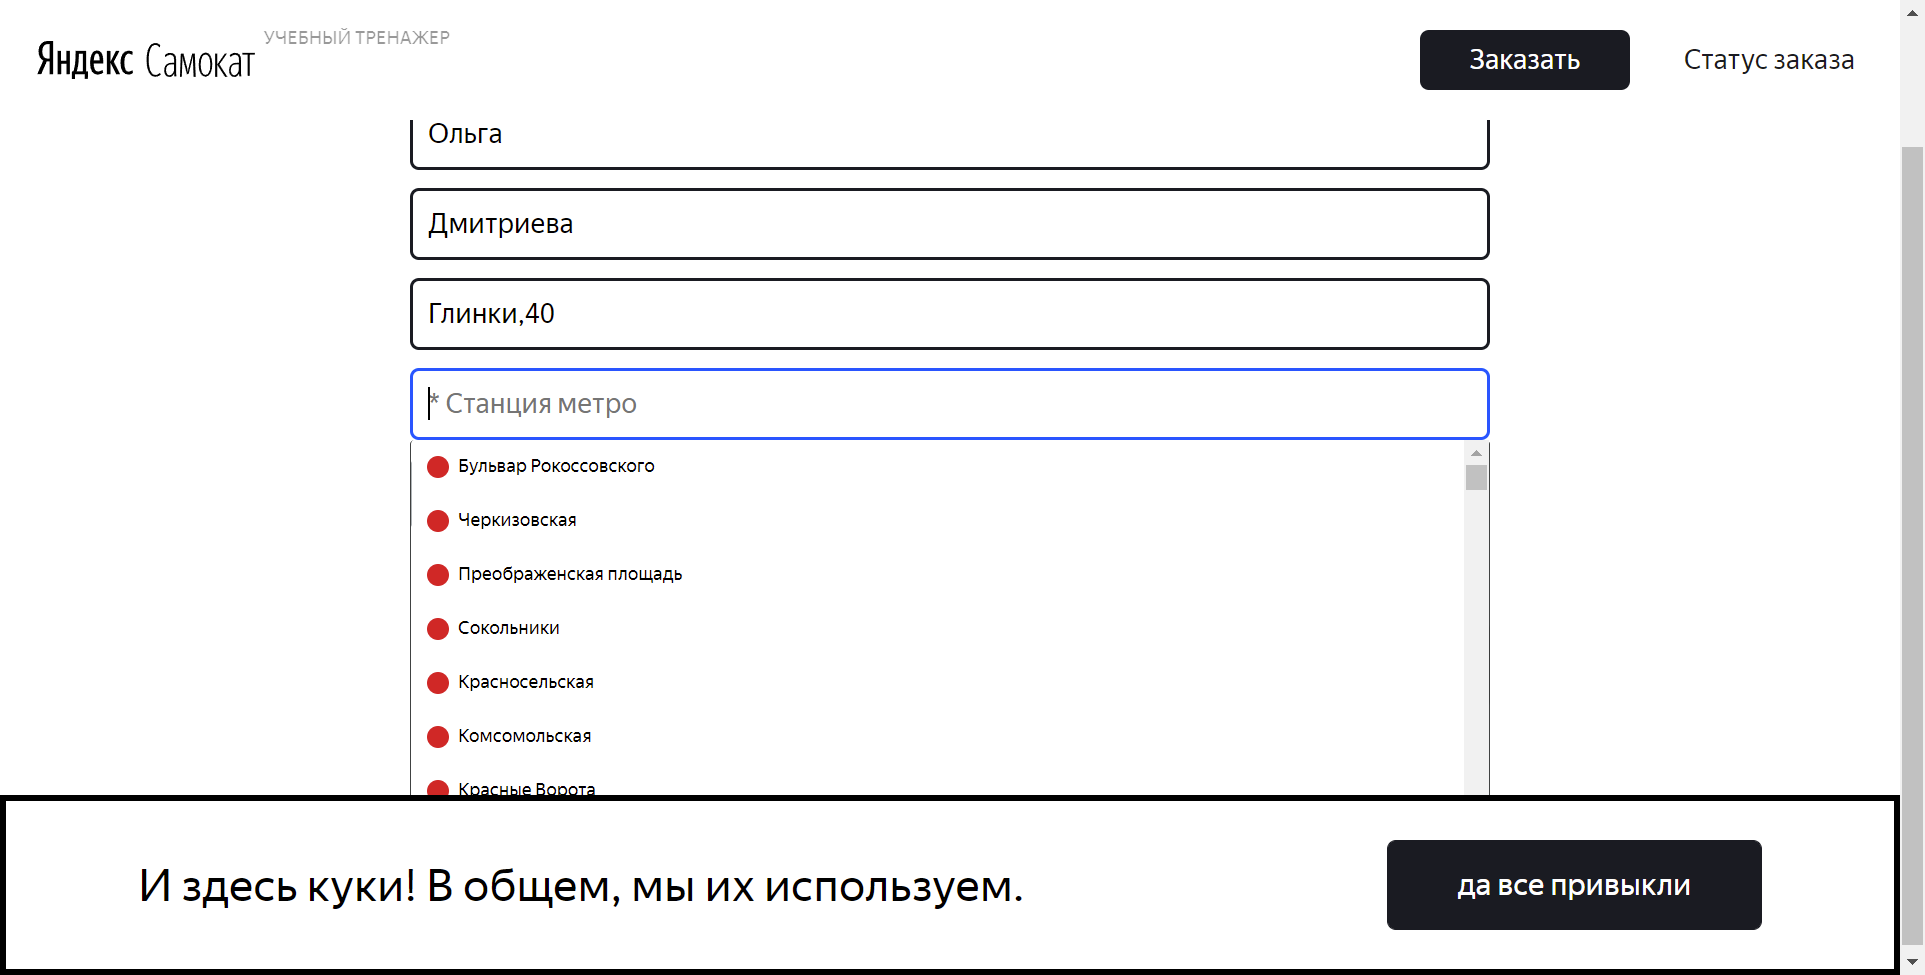 Яндекс Самокат
УЧЕБНЫЙ ТРЕНАЖЕР
Заказать
Статус заказа
Ольга
Дмитриева
Глинки,40
* Станция метро
Бульвар Рокоссовского
Черкизовская
Преображенская площадь
Сокольники
Красносельская
Комсомольская
Красные Ворота
И здесь куки! В общем, мы их используем.
да все привыкли